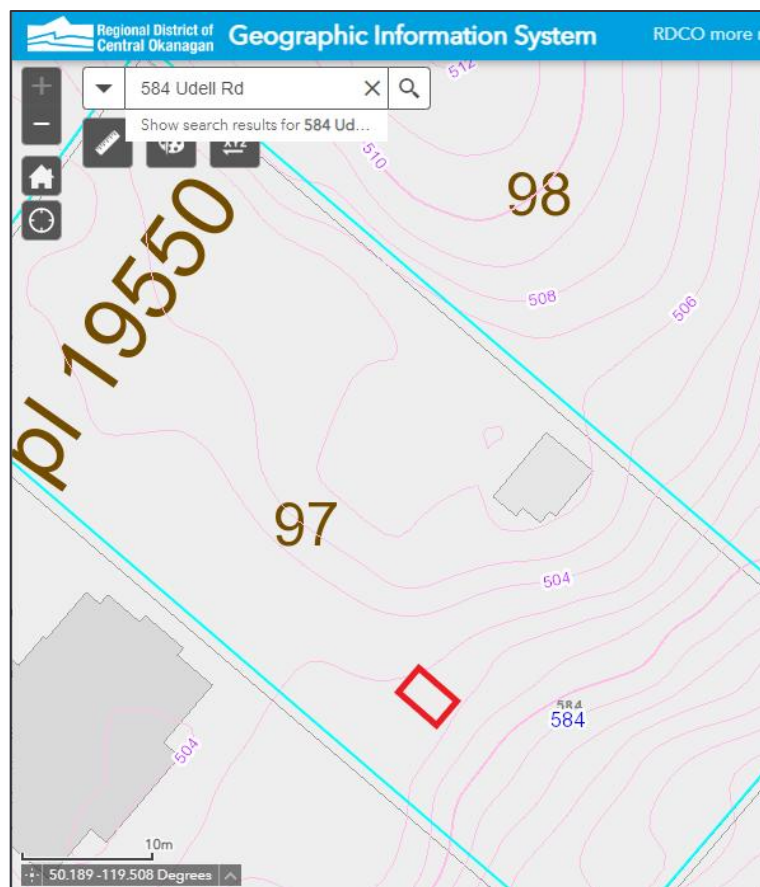 Regional District of
Central Okanagan
Geographic Information System
RDCO more
584 Udell Rd
Show search results for 584 Ud...
XYZ
512
510
98
pl 19550
508
506
97
504
584
584
504
10m
50.189 -119.508 Degrees